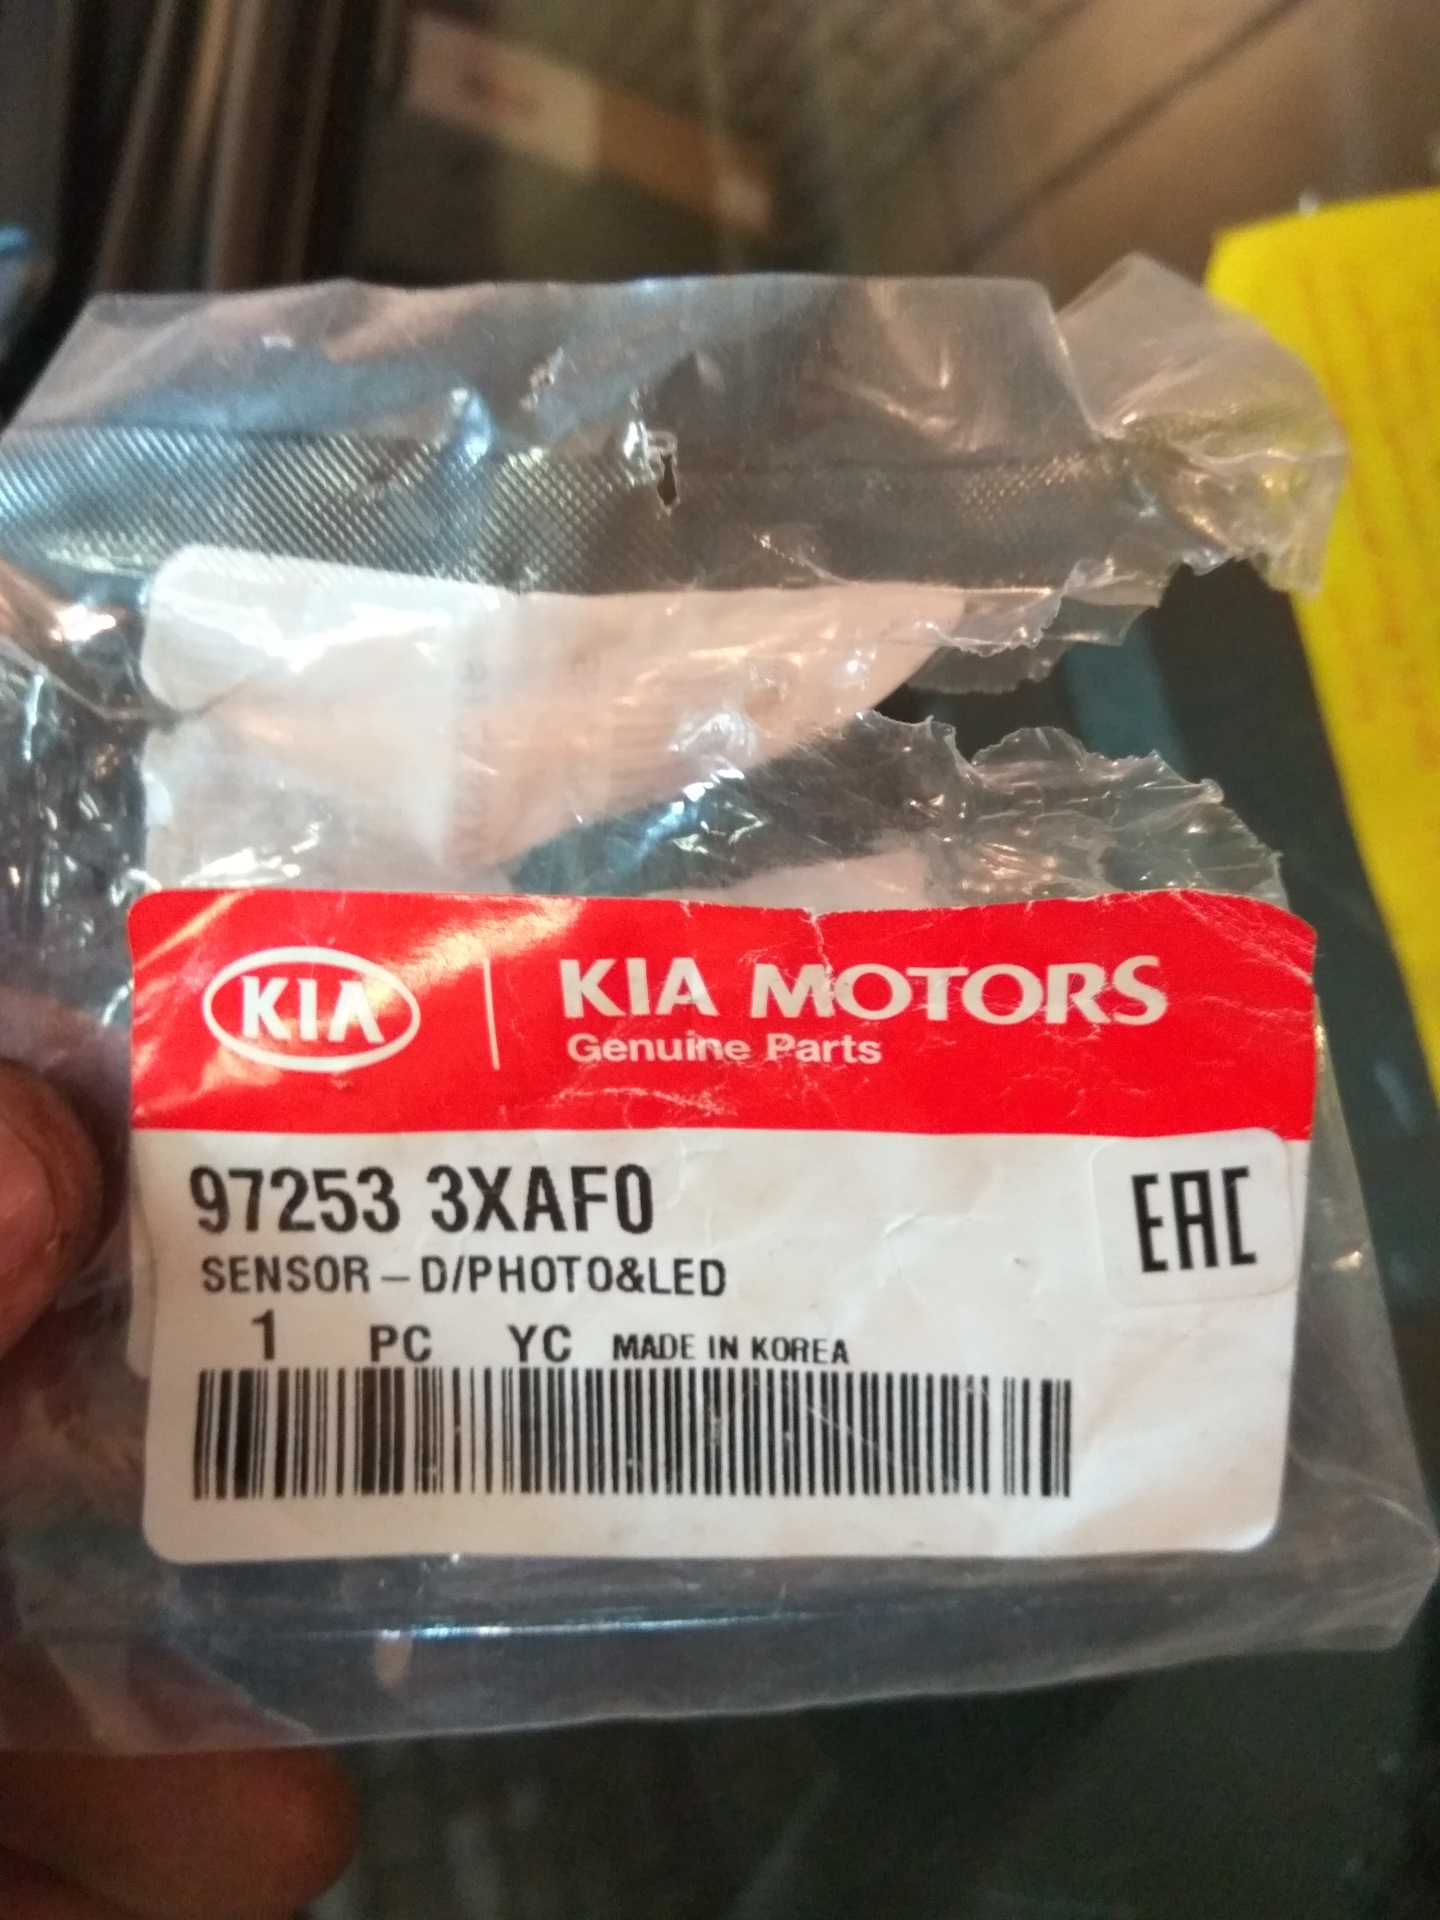 KIA
KIA MOTORS
Genuine Parts
97253 3XAF0
EAC
SENSOR – D/PHOTO&LED
1 PC YC MADE IN KOREA